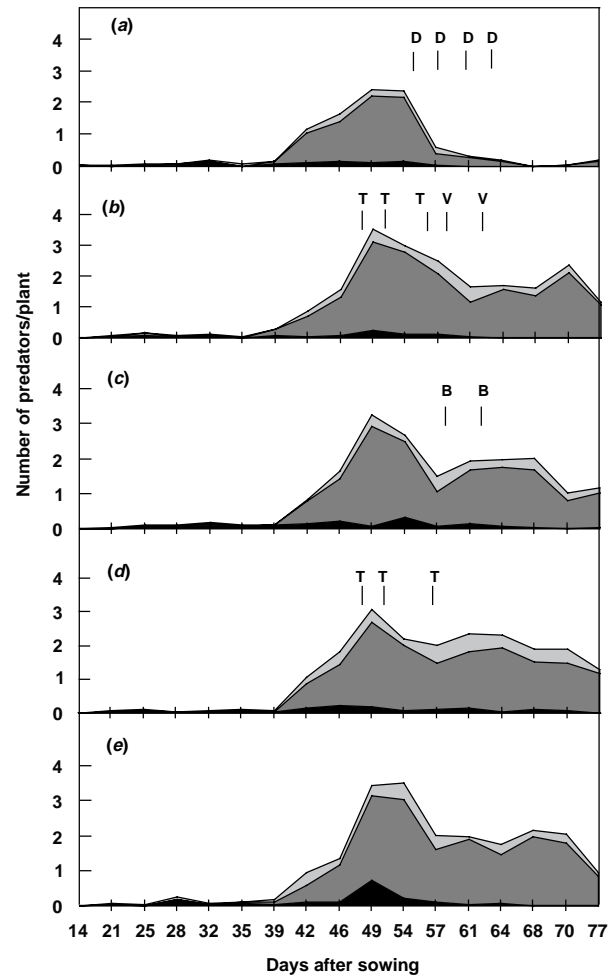 (a)
D D D D
4
3
2
1
0
(b)
T T T V V
4
3
2
1
0
(c)
B B
4
3
2
1
0
(d)
T T T
4
3
2
1
0
(e)
4
3
2
1
0
14 21 25 28 32 35 39 42 46 49 54 57 61 64 68 70 77
Days after sowing
Number of predators/plant